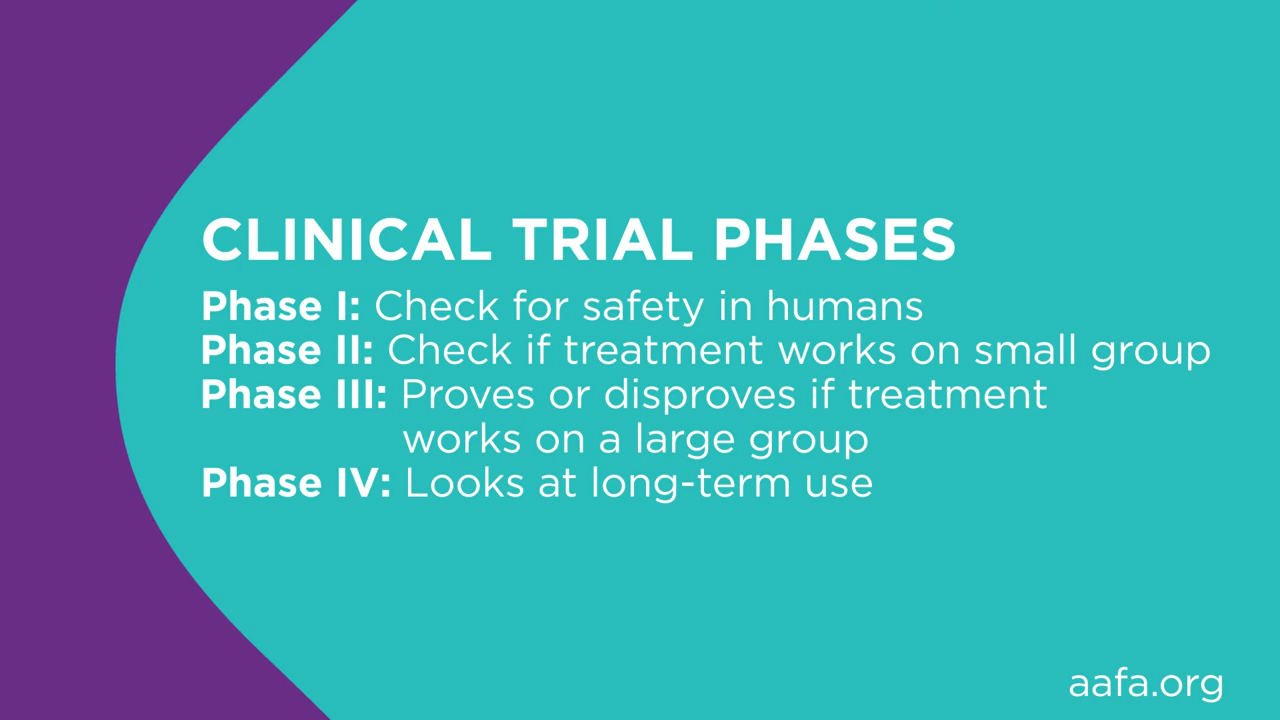 CLINICAL TRIAL PHASES
Phase I: Check for safety in humans
Phase II: Check if treatment works on small group
Phase III: Proves or disproves if treatment
works on a large group
Phase IV: Looks at long-term use
aafa.org